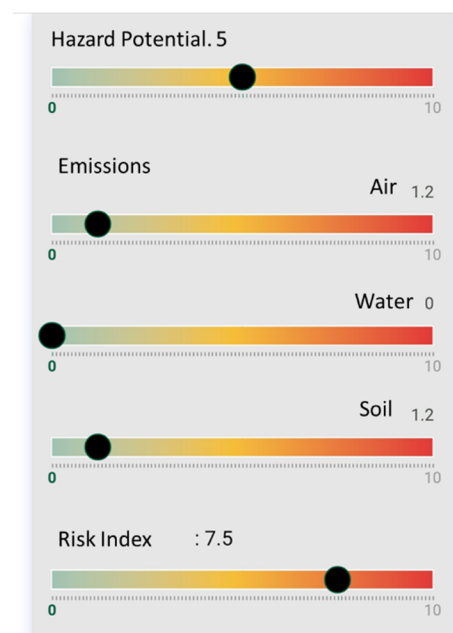 Hazard Potential. 5
0 10
Emissions
Air 1.2
0 10
Water 0
0 10
Soil 1.2
0 10
Risk Index : 7.5
0 10